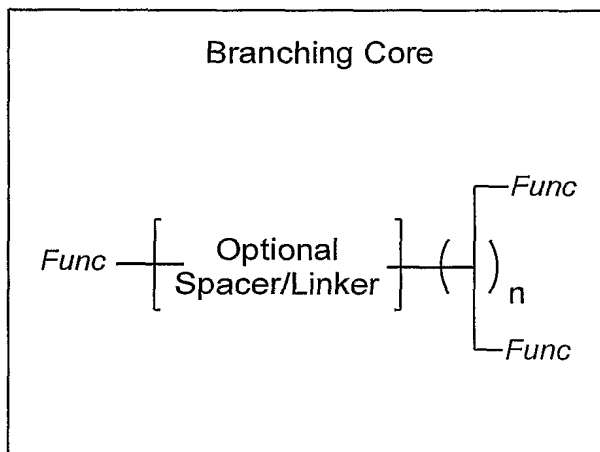 Branching Core
Func
Func
Optional
Spacer/Linker
( )
n
Func